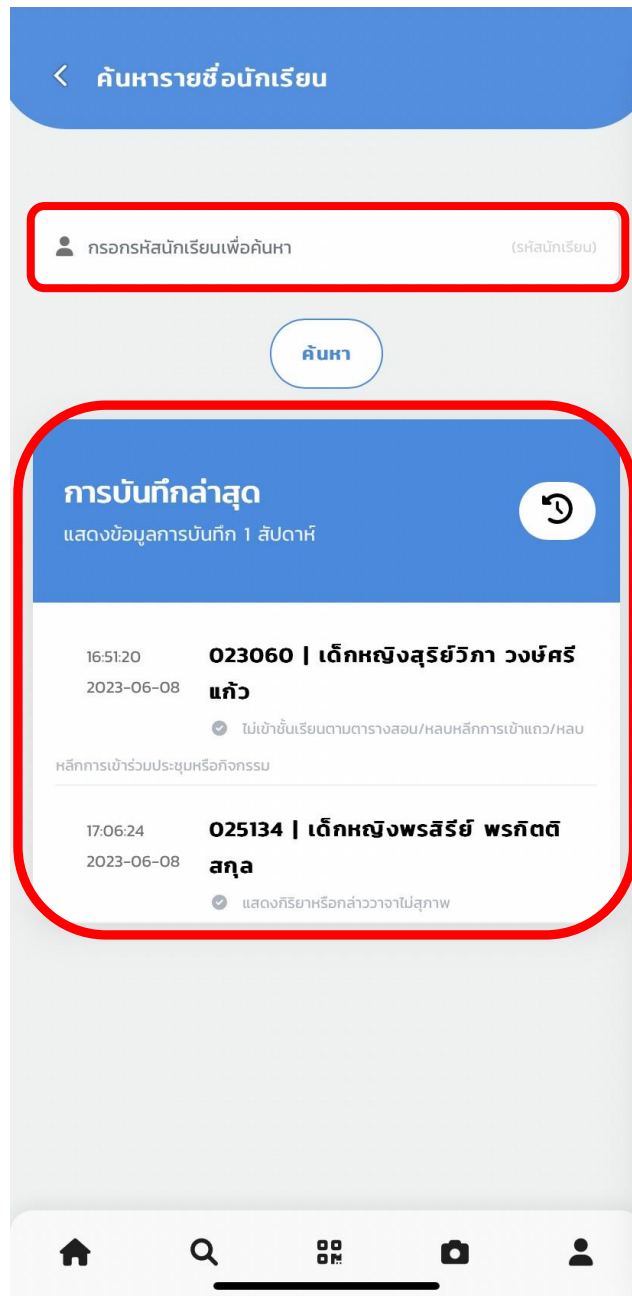 ค้นหารายชื่อนักเรียน
กรอกรหัสนักเรียนเพื่อค้นหา (รหัสนักเรียน)
ค้นหา
การบันทึกล่าสุด
แสดงข้อมูลการบันทึก 1 สัปดาห์
16:51:20 023060 | เด็กหญิงสุริย์วิภา วงษ์ศรี
2023-06-08 แก้ว
ไม่เข้าชั้นเรียนตามตารางสอน/หลบหลีกการเข้าแถว/หลบ
หลีกการเข้าร่วมประชุมหรือกิจกรรม
17:06:24 025134 | เด็กหญิงพรสิรีย์ พรกิตติ
2023-06-08 สกุล
แสดงกิริยาหรือกล่าววาจาไม่สุภาพ